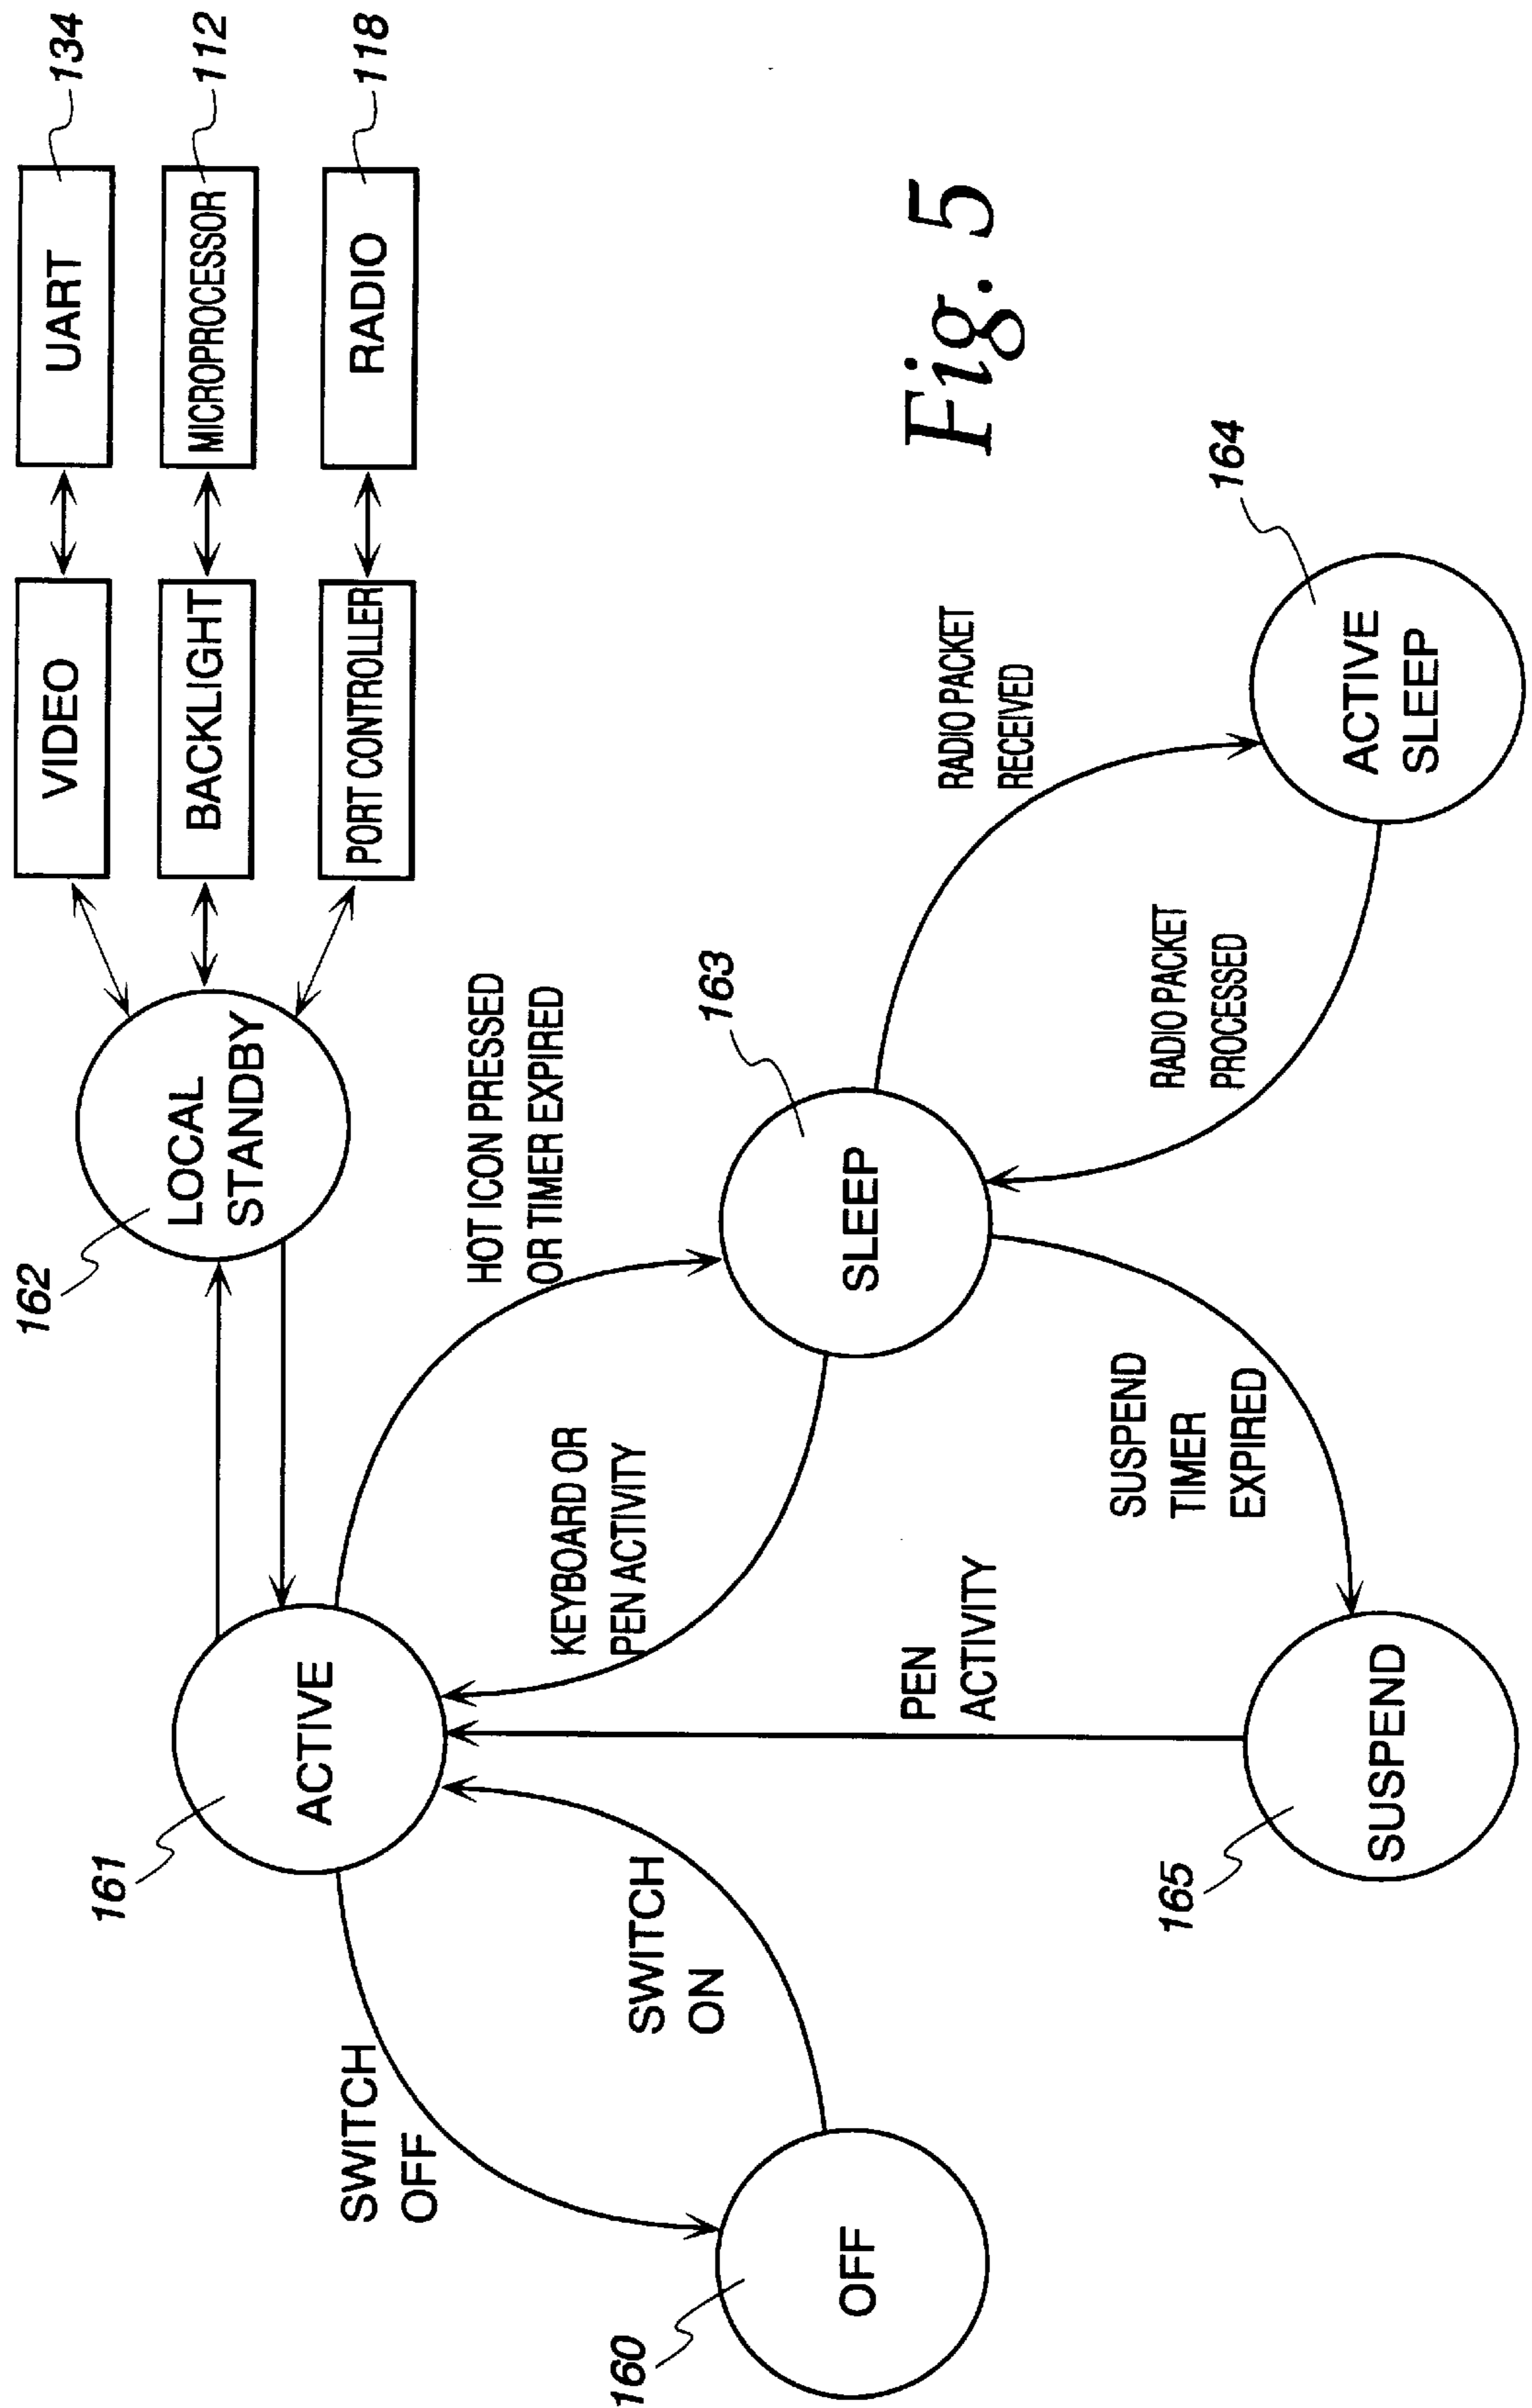 162
LOCAL
STANDBY
VIDEO
UART
134
BACKLIGHT
MICROPROCESSOR
112
PORT CONTROLLER
RADIO
118
161
ACTIVE
HOT ICON PRESSED
OR TIMER EXPIRED
SWITCH
OFF
KEYBOARD OR
PEN ACTIVITY
SWITCH
ON
163
SLEEP
RADIO PACKET
RECEIVED
160
OFF
PEN
ACTIVITY
SUSPEND
TIMER
EXPIRED
RADIO PACKET
PROCESSED
164
ACTIVE
SLEEP
165
SUSPEND
Fig. 5